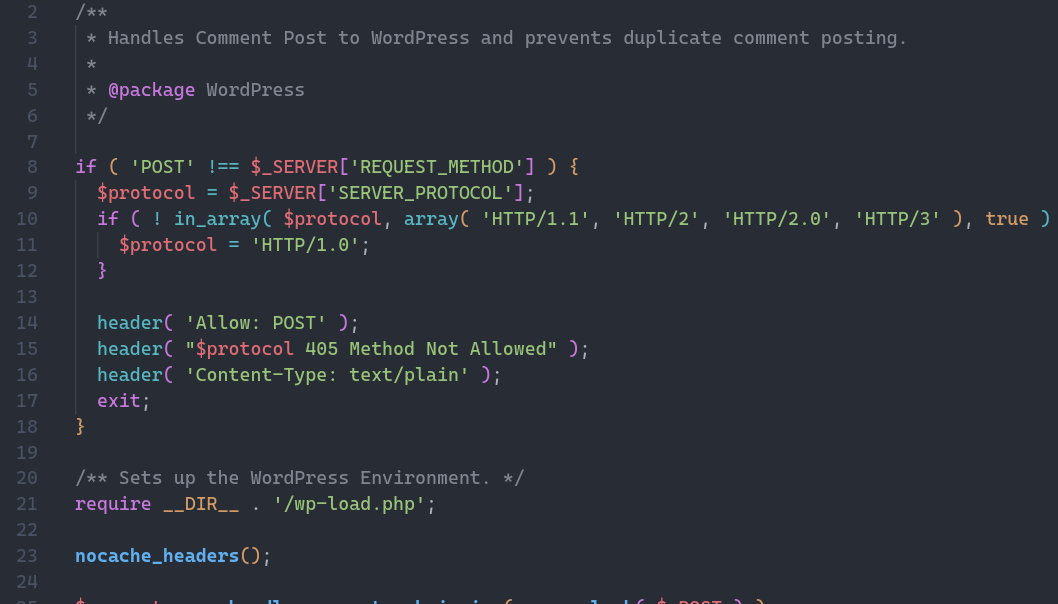 2 /**
3 * Handles Comment Post to WordPress and prevents duplicate comment posting.
4 *
5 * @package WordPress
6 */
7
8 if ( 'POST' !== $_SERVER['REQUEST_METHOD'] ) {
9 $protocol = $_SERVER['SERVER_PROTOCOL'];
10 if ( ! in_array( $protocol, array( 'HTTP/1.1', 'HTTP/2', 'HTTP/2.0', 'HTTP/3' ), true )
11 $protocol = 'HTTP/1.0';
12 }
13
14 header( 'Allow: POST' );
15 header( "$protocol 405 Method Not Allowed" );
16 header( 'Content-Type: text/plain' );
17 exit;
18 }
19
20 /** Sets up the WordPress Environment. */
21 require __DIR__ . '/wp-load.php';
22
23 nocache_headers();
24